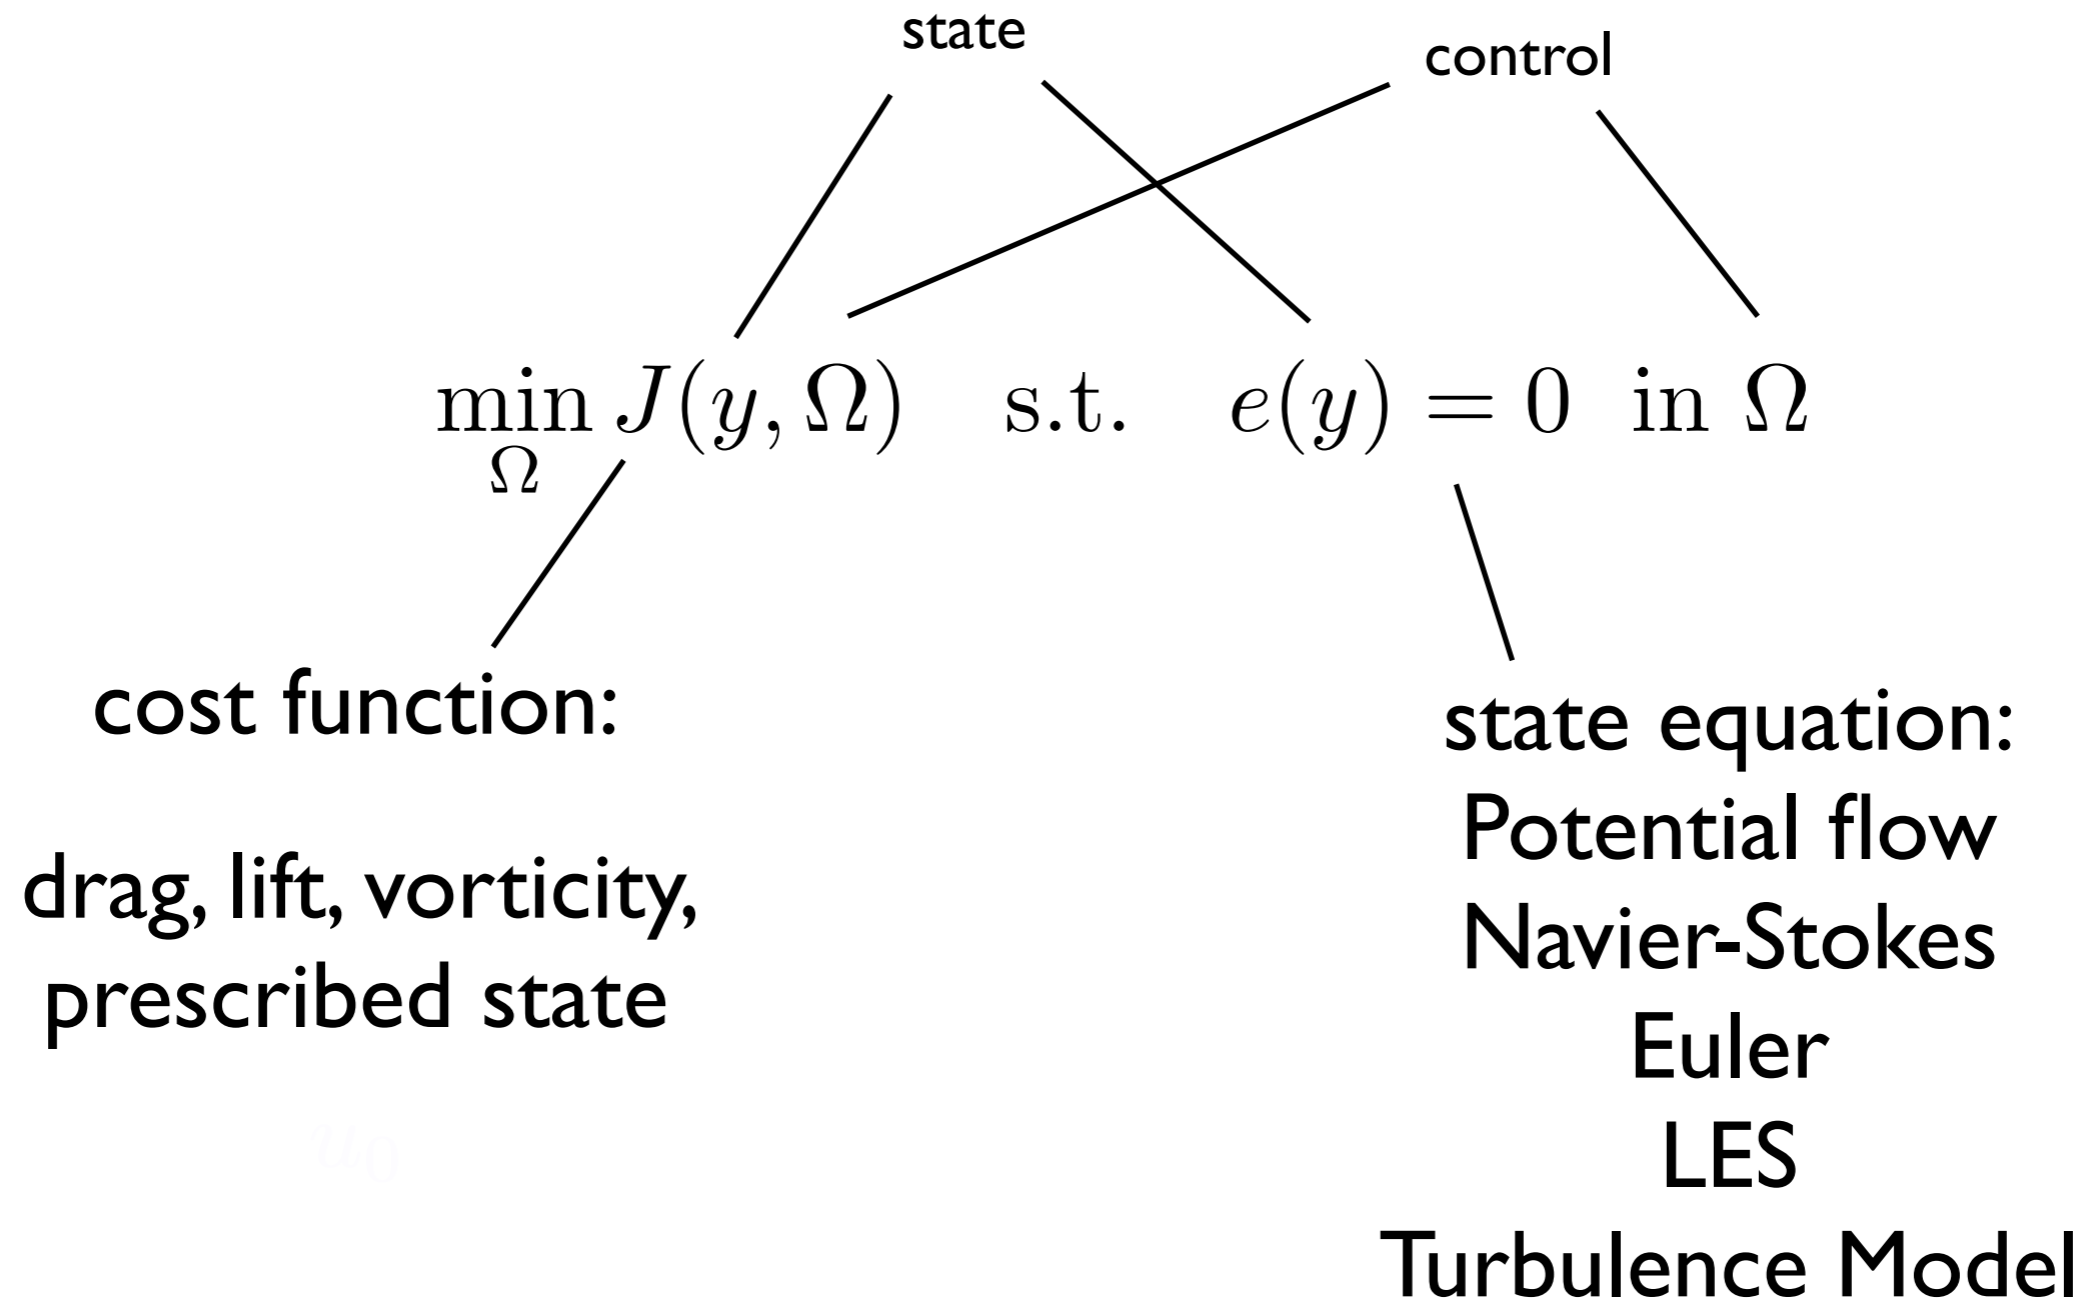 state
control
min J(y, Ω) s.t. e(y) = 0 in Ω
Ω
cost function:
drag, lift, vorticity,
prescribed state
u₀
state equation:
Potential flow
Navier-Stokes
Euler
LES
Turbulence Model